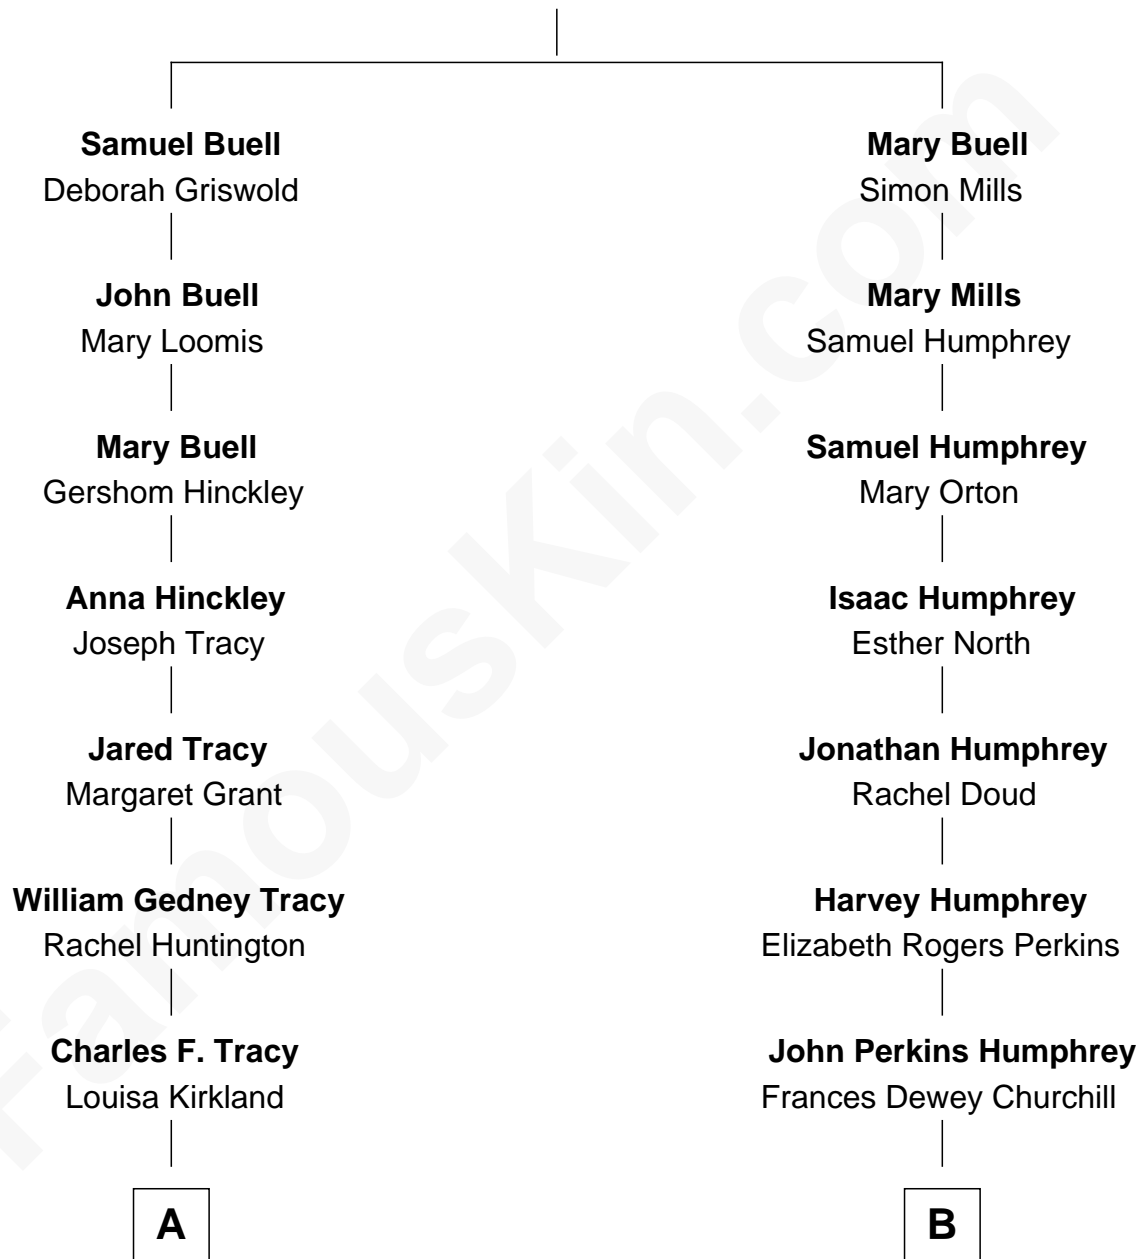 Samuel Buell
Deborah Griswold
John Buell
Mary Loomis
Mary Buell
Gershom Hinckley
Anna Hinckley
Joseph Tracy
Jared Tracy
Margaret Grant
William Gedney Tracy
Rachel Huntington
Charles F. Tracy
Louisa Kirkland
A
Mary Buell
Simon Mills
Mary Mills
Samuel Humphrey
Samuel Humphrey
Mary Orton
Isaac Humphrey
Esther North
Jonathan Humphrey
Rachel Doud
Harvey Humphrey
Elizabeth Rogers Perkins
John Perkins Humphrey
Frances Dewey Churchill
B
FamousKin.com